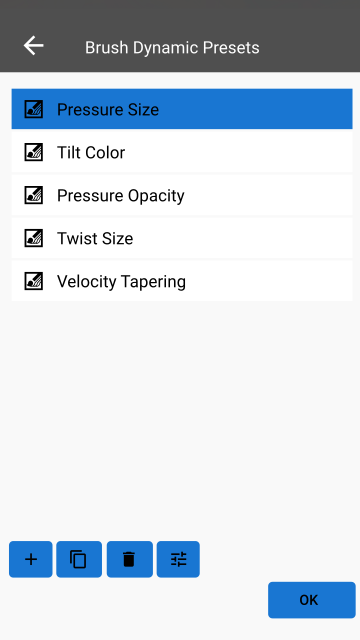 Brush Dynamic Presets
Pressure Size
Tilt Color
Pressure Opacity
Twist Size
Velocity Tapering
OK